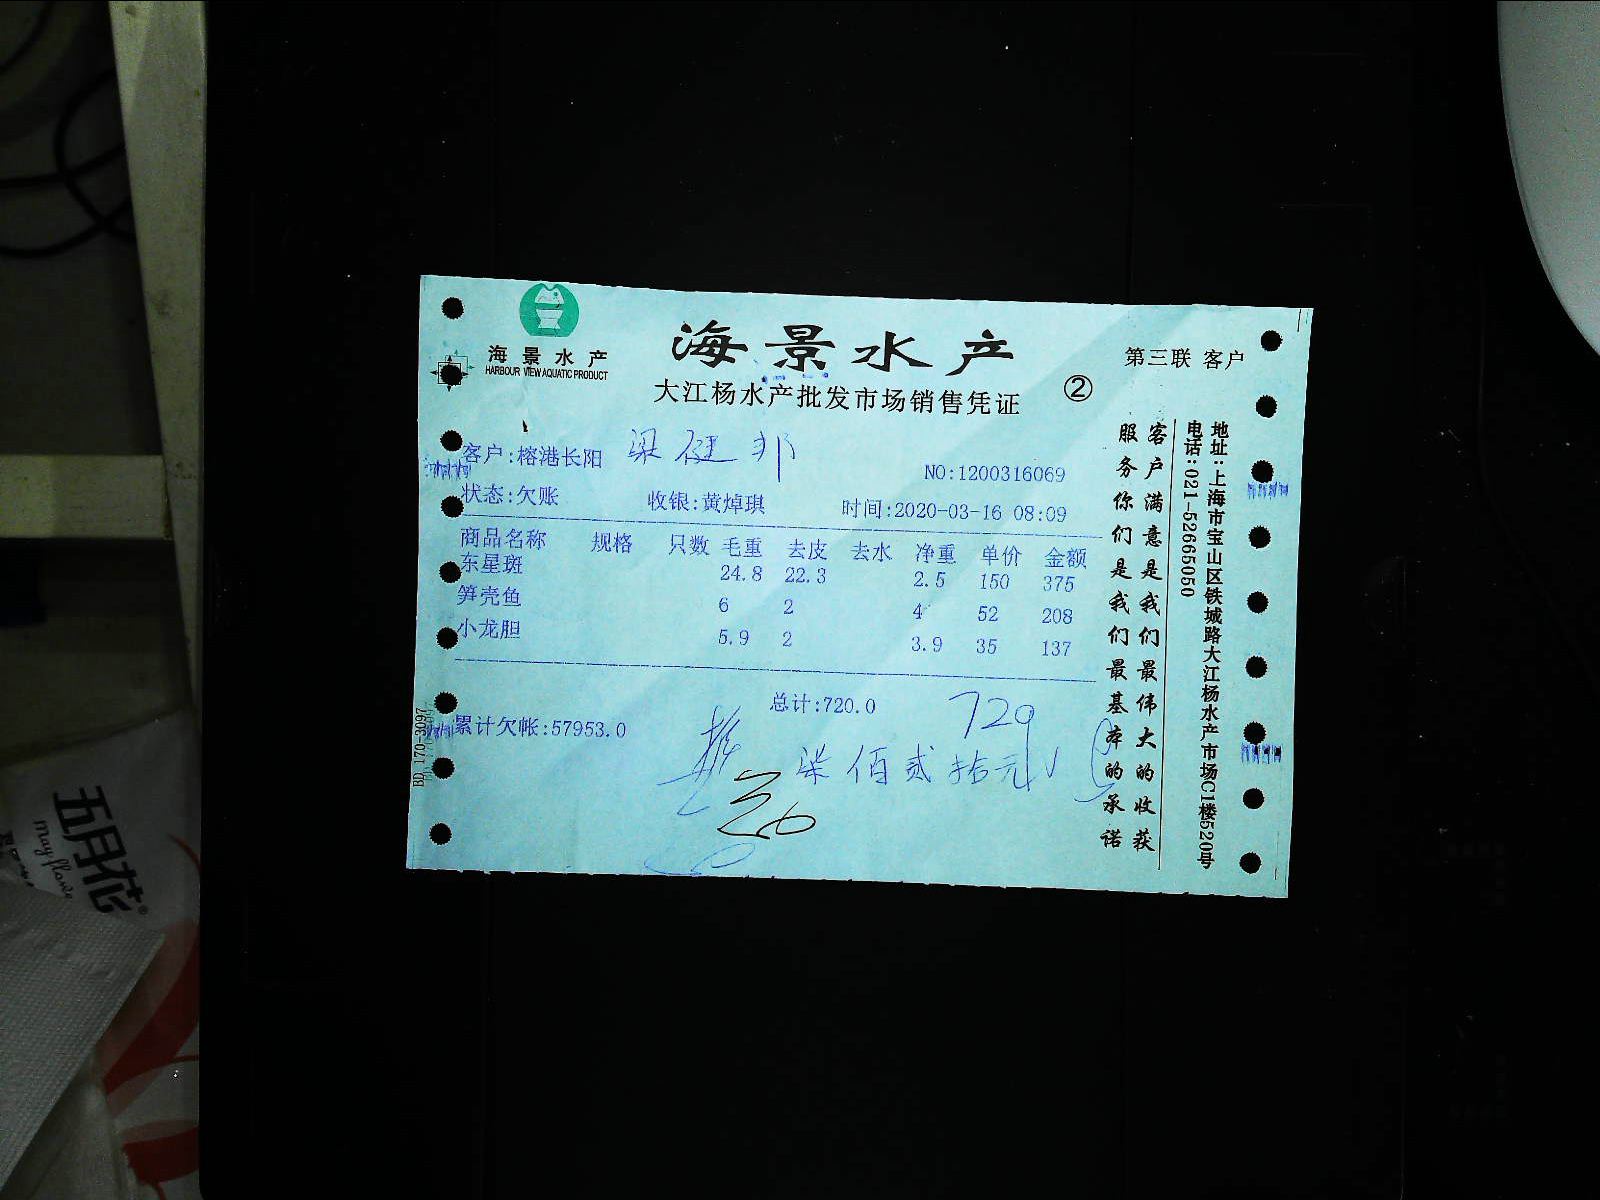 海景水产
HARBOUR VIEW AQUATIC PRODUCT
海景水产
大江杨水产批发市场销售凭证
②
第三联 客户
客户:榕港长阳 梁健邦
NO:1200316069
状态:欠账 收银:黄焯琪 时间:2020-03-16 08:09
商品名称 规格 只数 毛重 去皮 去水 净重 单价 金额
东星斑 24.8 22.3 2.5 150 375
笋壳鱼 6 2 4 52 208
小龙胆 5.9 2 3.9 35 137
总计:720.0
720
累计欠帐:57953.0
柒佰贰拾元
客户满意是我们最伟大的收获
服务你们是我们最基本的承诺
地址:上海市宝山区铁城路大江杨水产市场C1楼520号
电话:021-52665050
BD 170-3097
五月花
May flower